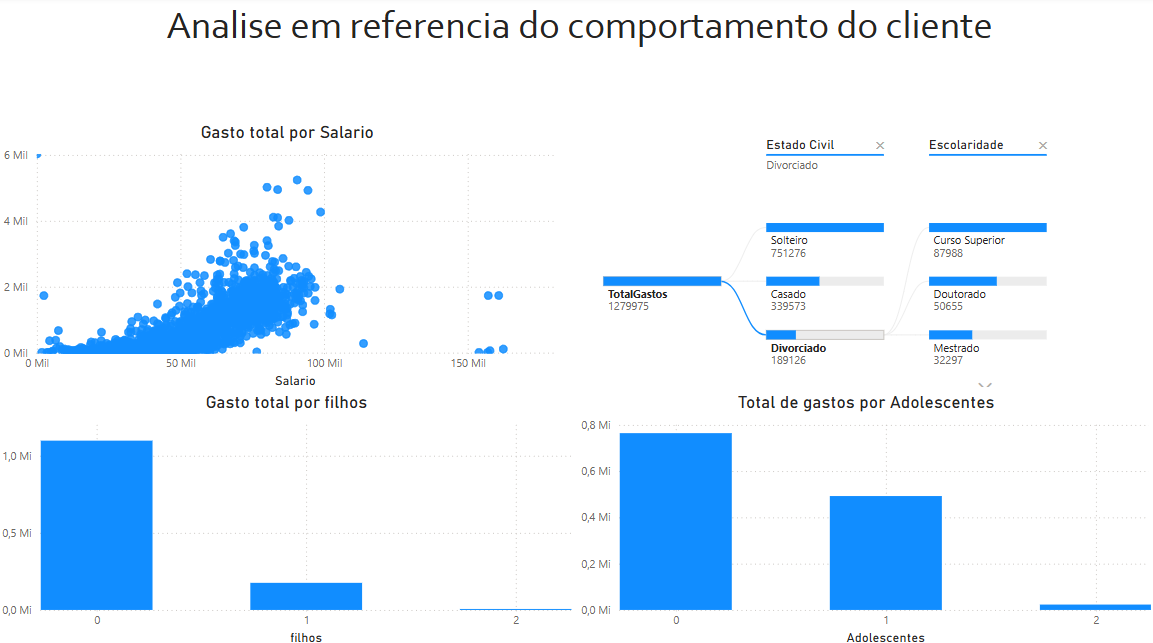 Analise em referencia do comportamento do cliente
Gasto total por Salario
6 Mil
4 Mil
2 Mil
0 Mil
0 Mil
50 Mil
100 Mil
150 Mil
Salario
Estado Civil
Divorciado
Escolaridade
TotalGastos
1279975
Solteiro
751276
Casado
339573
Divorciado
189126
Curso Superior
87988
Doutorado
50655
Mestrado
32297
Gasto total por filhos
1,0 Mi
0,5 Mi
0,0 Mi
0
1
2
filhos
Total de gastos por Adolescentes
0,8 Mi
0,6 Mi
0,4 Mi
0,2 Mi
0,0 Mi
0
1
2
Adolescentes